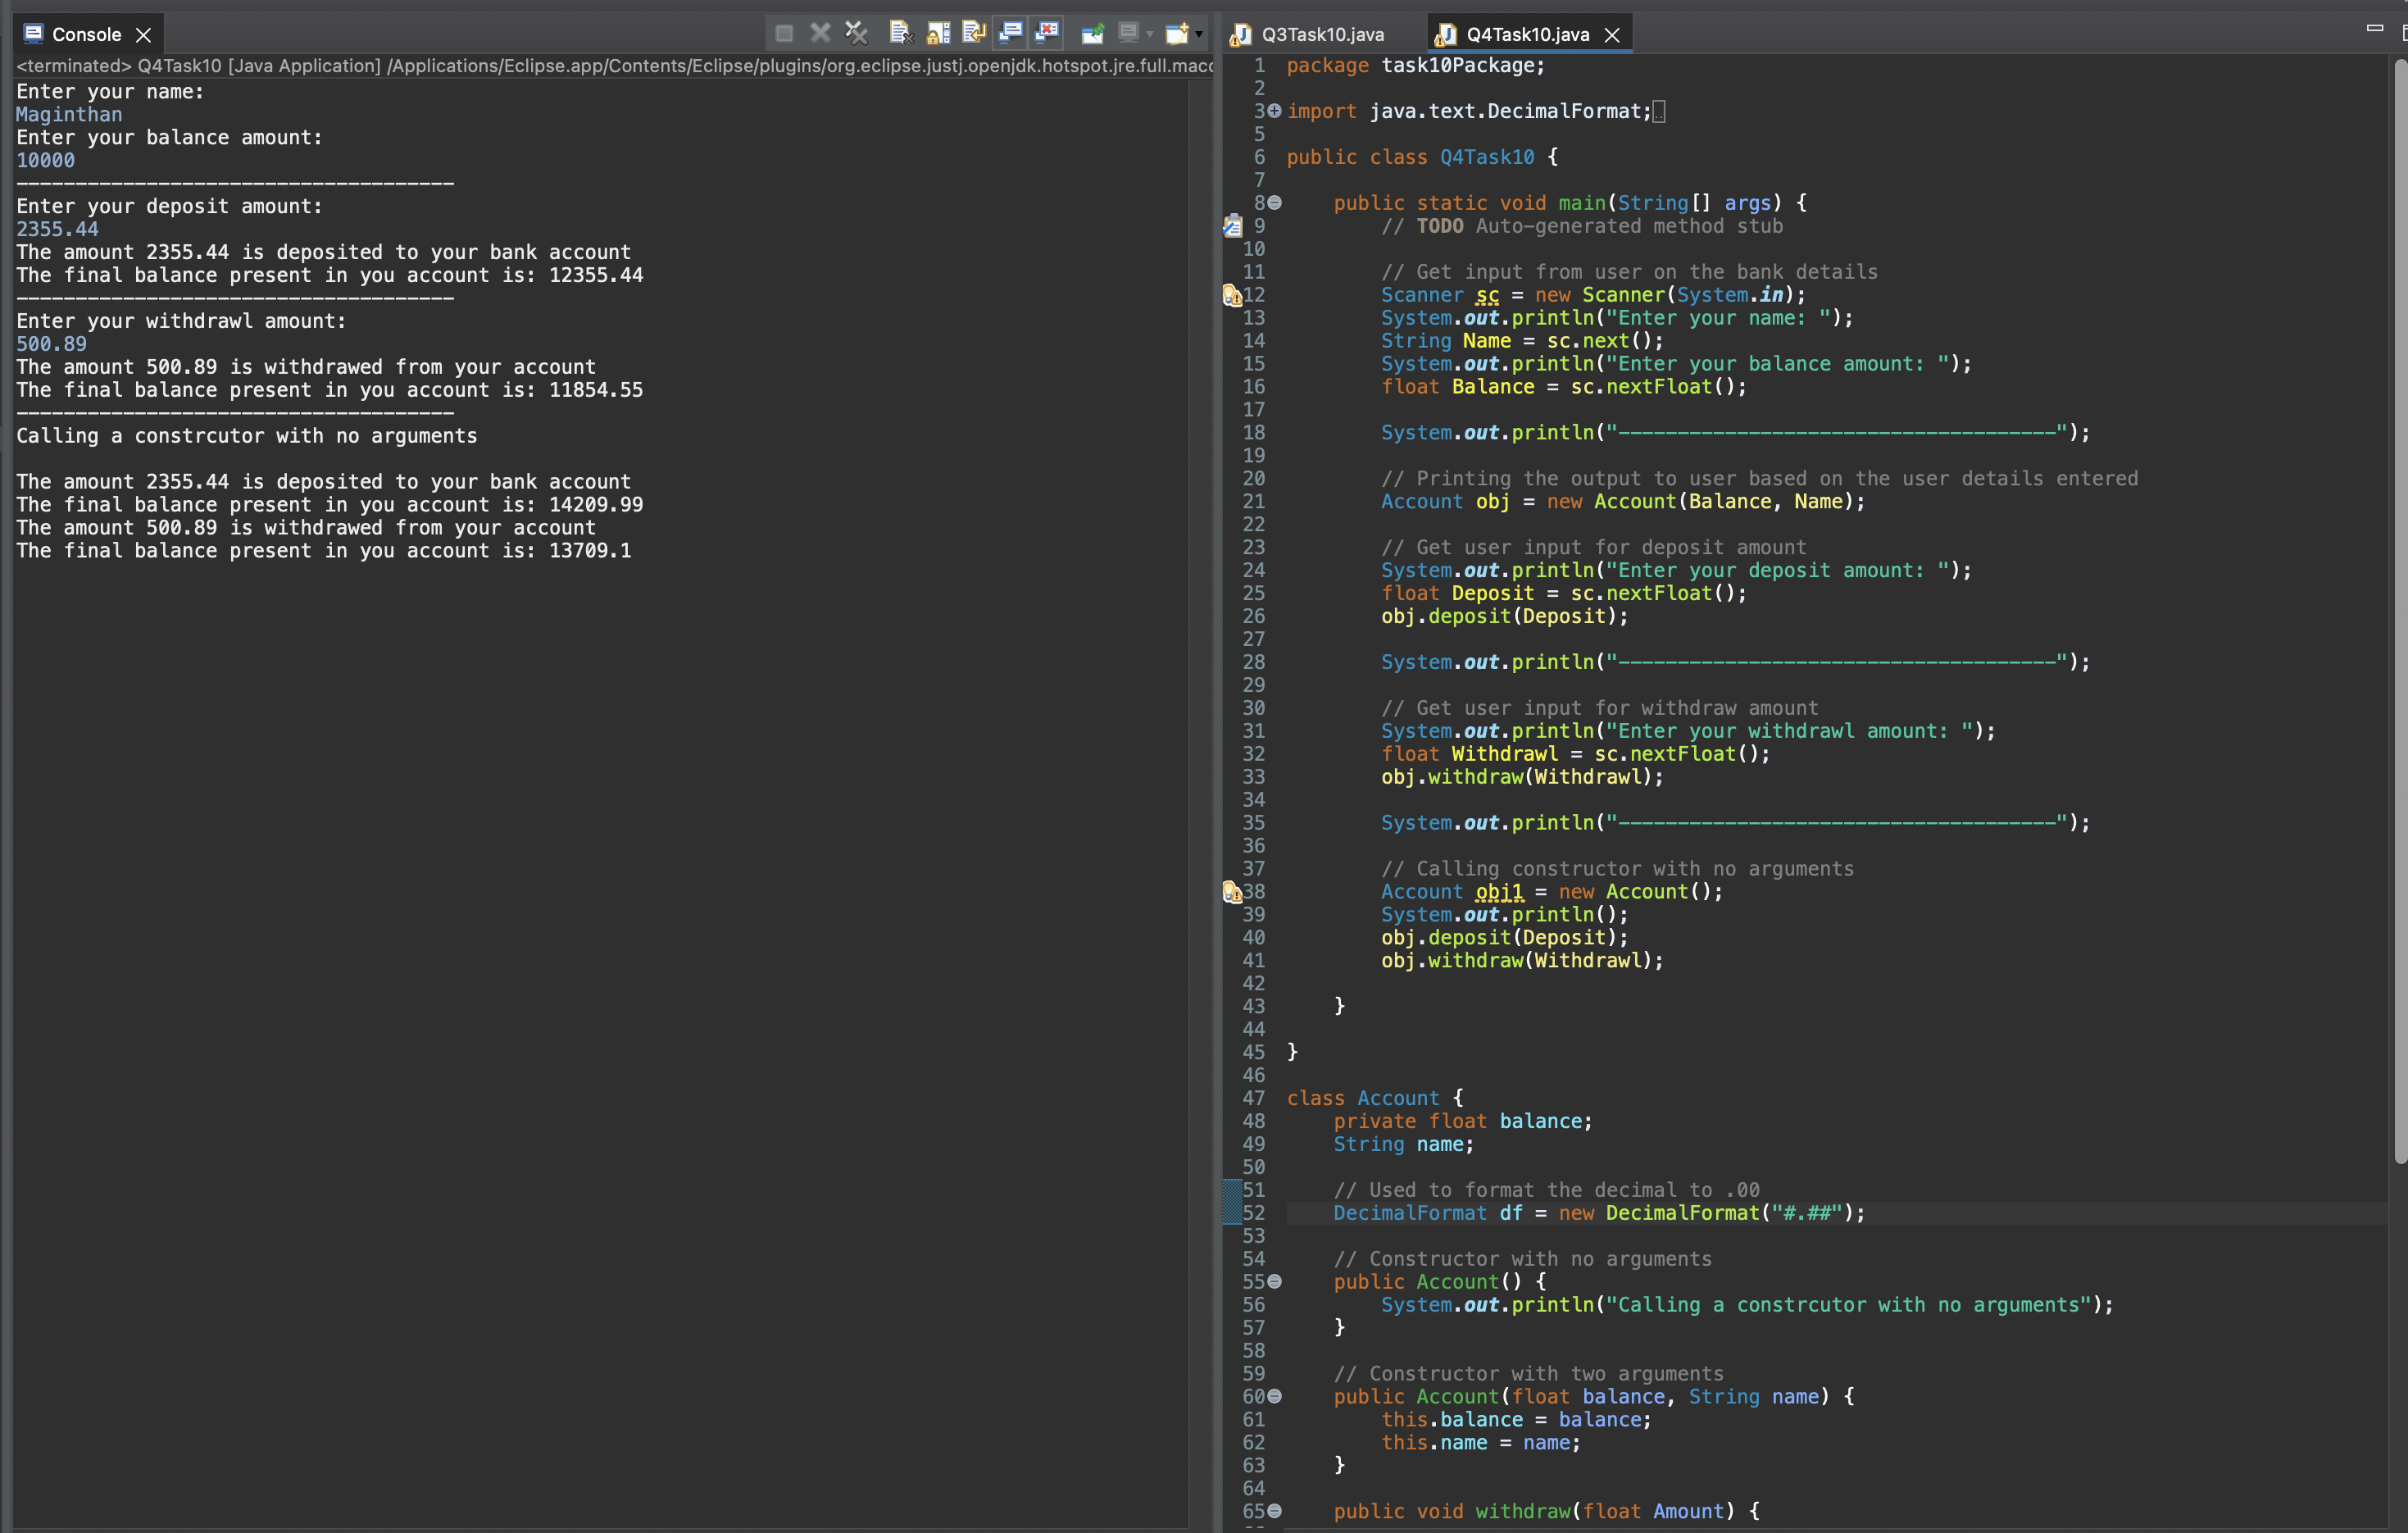 Console
<terminated> Q4Task10 [Java Application] /Applications/Eclipse.app/Contents/Eclipse/plugins/org.eclipse.justj.openjdk.hotspot.jre.full.maco
Enter your name:
Maginthan
Enter your balance amount:
10000
-------------------------------------
Enter your deposit amount:
2355.44
The amount 2355.44 is deposited to your bank account
The final balance present in you account is: 12355.44
-------------------------------------
Enter your withdrawl amount:
500.89
The amount 500.89 is withdrawed from your account
The final balance present in you account is: 11854.55
-------------------------------------
Calling a constrcutor with no arguments
The amount 2355.44 is deposited to your bank account
The final balance present in you account is: 14209.99
The amount 500.89 is withdrawed from your account
The final balance present in you account is: 13709.1
Q3Task10.java Q4Task10.java
1 package task10Package;
2
3 import java.text.DecimalFormat;
5
6 public class Q4Task10 {
7
8 public static void main(String[] args) {
9 // TODO Auto-generated method stub
10
11 // Get input from user on the bank details
12 Scanner sc = new Scanner(System.in);
13 System.out.println("Enter your name: ");
14 String Name = sc.next();
15 System.out.println("Enter your balance amount: ");
16 float Balance = sc.nextFloat();
17
18 System.out.println("-------------------------------------");
19
20 // Printing the output to user based on the user details entered
21 Account obj = new Account(Balance, Name);
22
23 // Get user input for deposit amount
24 System.out.println("Enter your deposit amount: ");
25 float Deposit = sc.nextFloat();
26 obj.deposit(Deposit);
27
28 System.out.println("-------------------------------------");
29
30 // Get user input for withdraw amount
31 System.out.println("Enter your withdrawl amount: ");
32 float Withdrawl = sc.nextFloat();
33 obj.withdraw(Withdrawl);
34
35 System.out.println("-------------------------------------");
36
37 // Calling constructor with no arguments
38 Account obj1 = new Account();
39 System.out.println();
40 obj.deposit(Deposit);
41 obj.withdraw(Withdrawl);
42
43 }
44
45 }
46
47 class Account {
48 private float balance;
49 String name;
50
51 // Used to format the decimal to .00
52 DecimalFormat df = new DecimalFormat("#.##");
53
54 // Constructor with no arguments
55 public Account() {
56 System.out.println("Calling a constrcutor with no arguments");
57 }
58
59 // Constructor with two arguments
60 public Account(float balance, String name) {
61 this.balance = balance;
62 this.name = name;
63 }
64
65 public void withdraw(float Amount) {